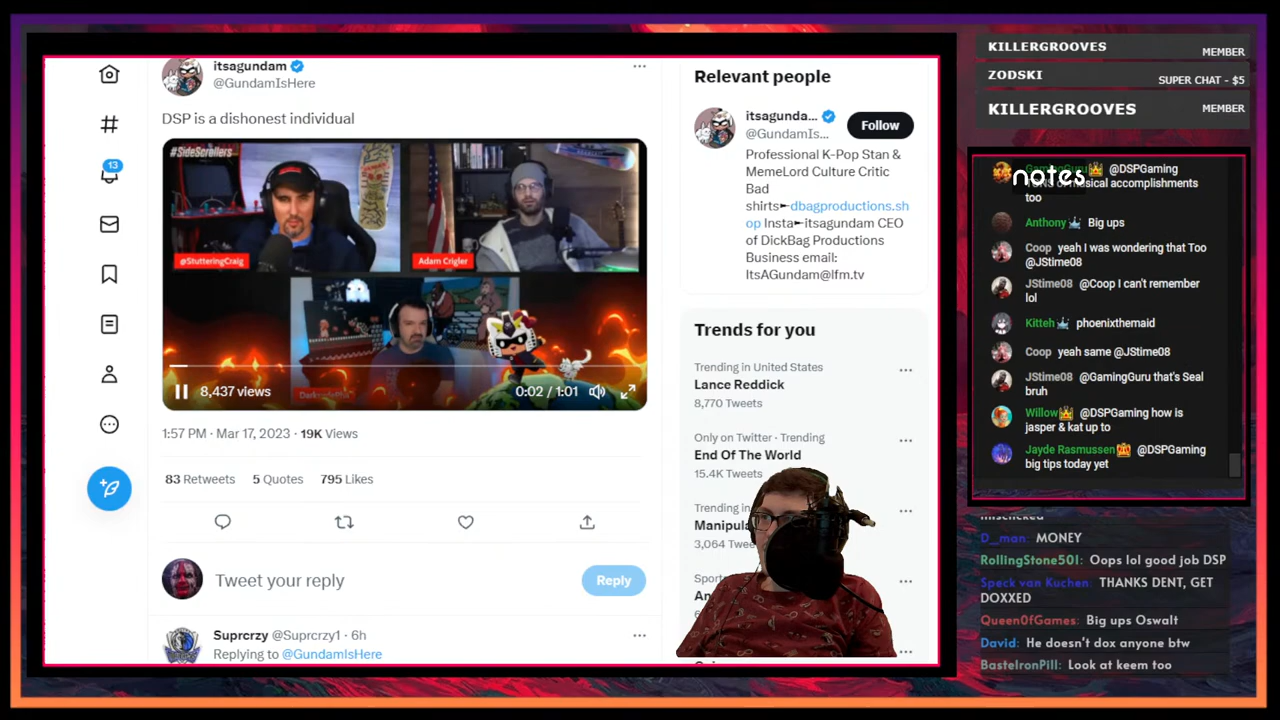 itsagundam
@GundamIsHere
DSP is a dishonest individual
#SideScrollers
@StutteringCraig
Adam Crigler
8,437 views
0:02 / 1:01
1:57 PM · Mar 17, 2023 · 19K Views
83 Retweets 5 Quotes 795 Likes
Tweet your reply
Reply
Suprcrzy @Suprcrzy1 · 6h
Replying to @GundamIsHere
13
Relevant people
itsagunda...
@GundamIs...
Follow
Professional K-Pop Stan &
MemeLord Culture Critic
Bad
shirts➛dbagproductions.sh
op Insta➛itsagundam CEO
of DickBag Productions
Business email:
ItsAGundam@lfm.tv
Trends for you
Trending in United States
Lance Reddick
8,770 Tweets
Only on Twitter · Trending
End Of The World
15.4K Tweets
Trending in
Manipula
3,064 Twee
Sports
An
KILLERGROOVES MEMBER
ZODSKI SUPER CHAT - $5
KILLERGROOVES MEMBER
notes
@DSPGaming
musical accomplishments
too
Anthony Big ups
Coop yeah I was wondering that Too
@JStime08
JStime08 @Coop I can't remember
lol
Kitteh phoenixthemaid
Coop yeah same @JStime08
JStime08 @GamingGuru that's Seal
bruh
Willow @DSPGaming how is
jasper & kat up to
Jayde Rasmussen @DSPGaming
big tips today yet
misclicked
D__man: MONEY
RollingStone501: Oops lol good job DSP
Speck van Kuchen: THANKS DENT, GET
DOXXED
QueenOfGames: Big ups Oswalt
David: He doesn't dox anyone btw
BasteIronPill: Look at keem too